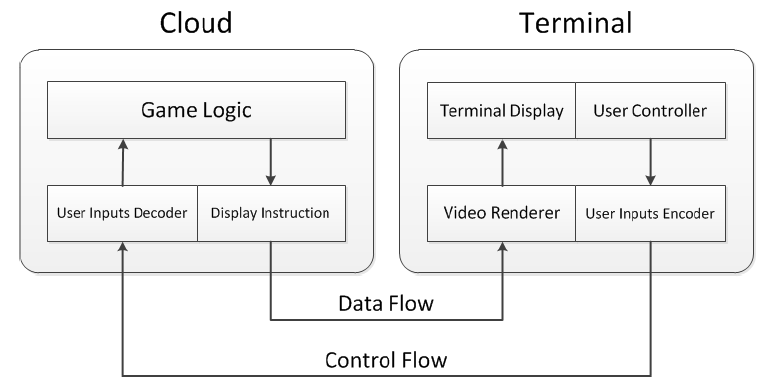 Cloud
Terminal
Game Logic
Terminal Display
User Controller
User Inputs Decoder
Display Instruction
Video Renderer
User Inputs Encoder
Data Flow
Control Flow